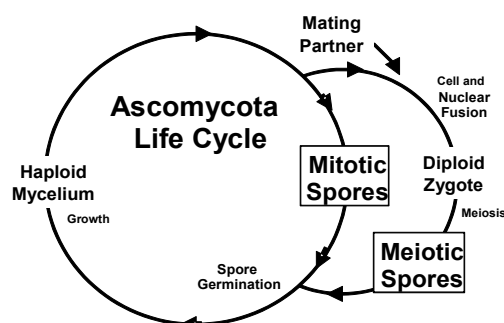 Mating
Partner
Cell and
Nuclear
Fusion
Ascomycota
Life Cycle
Haploid
Mycelium
Growth
Mitotic
Spores
Diploid
Zygote
Meiosis
Meiotic
Spores
Spore
Germination